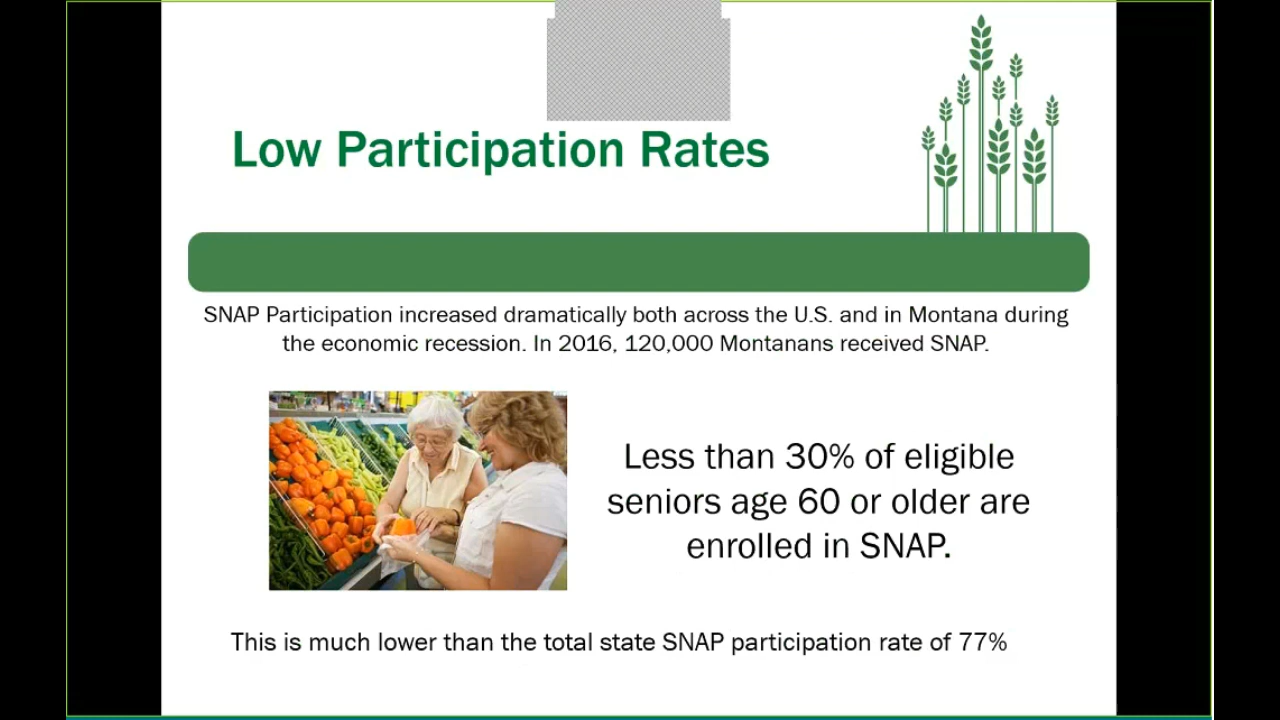 Low Participation Rates
SNAP Participation increased dramatically both across the U.S. and in Montana during
the economic recession. In 2016, 120,000 Montanans received SNAP.
Less than 30% of eligible
seniors age 60 or older are
enrolled in SNAP.
This is much lower than the total state SNAP participation rate of 77%